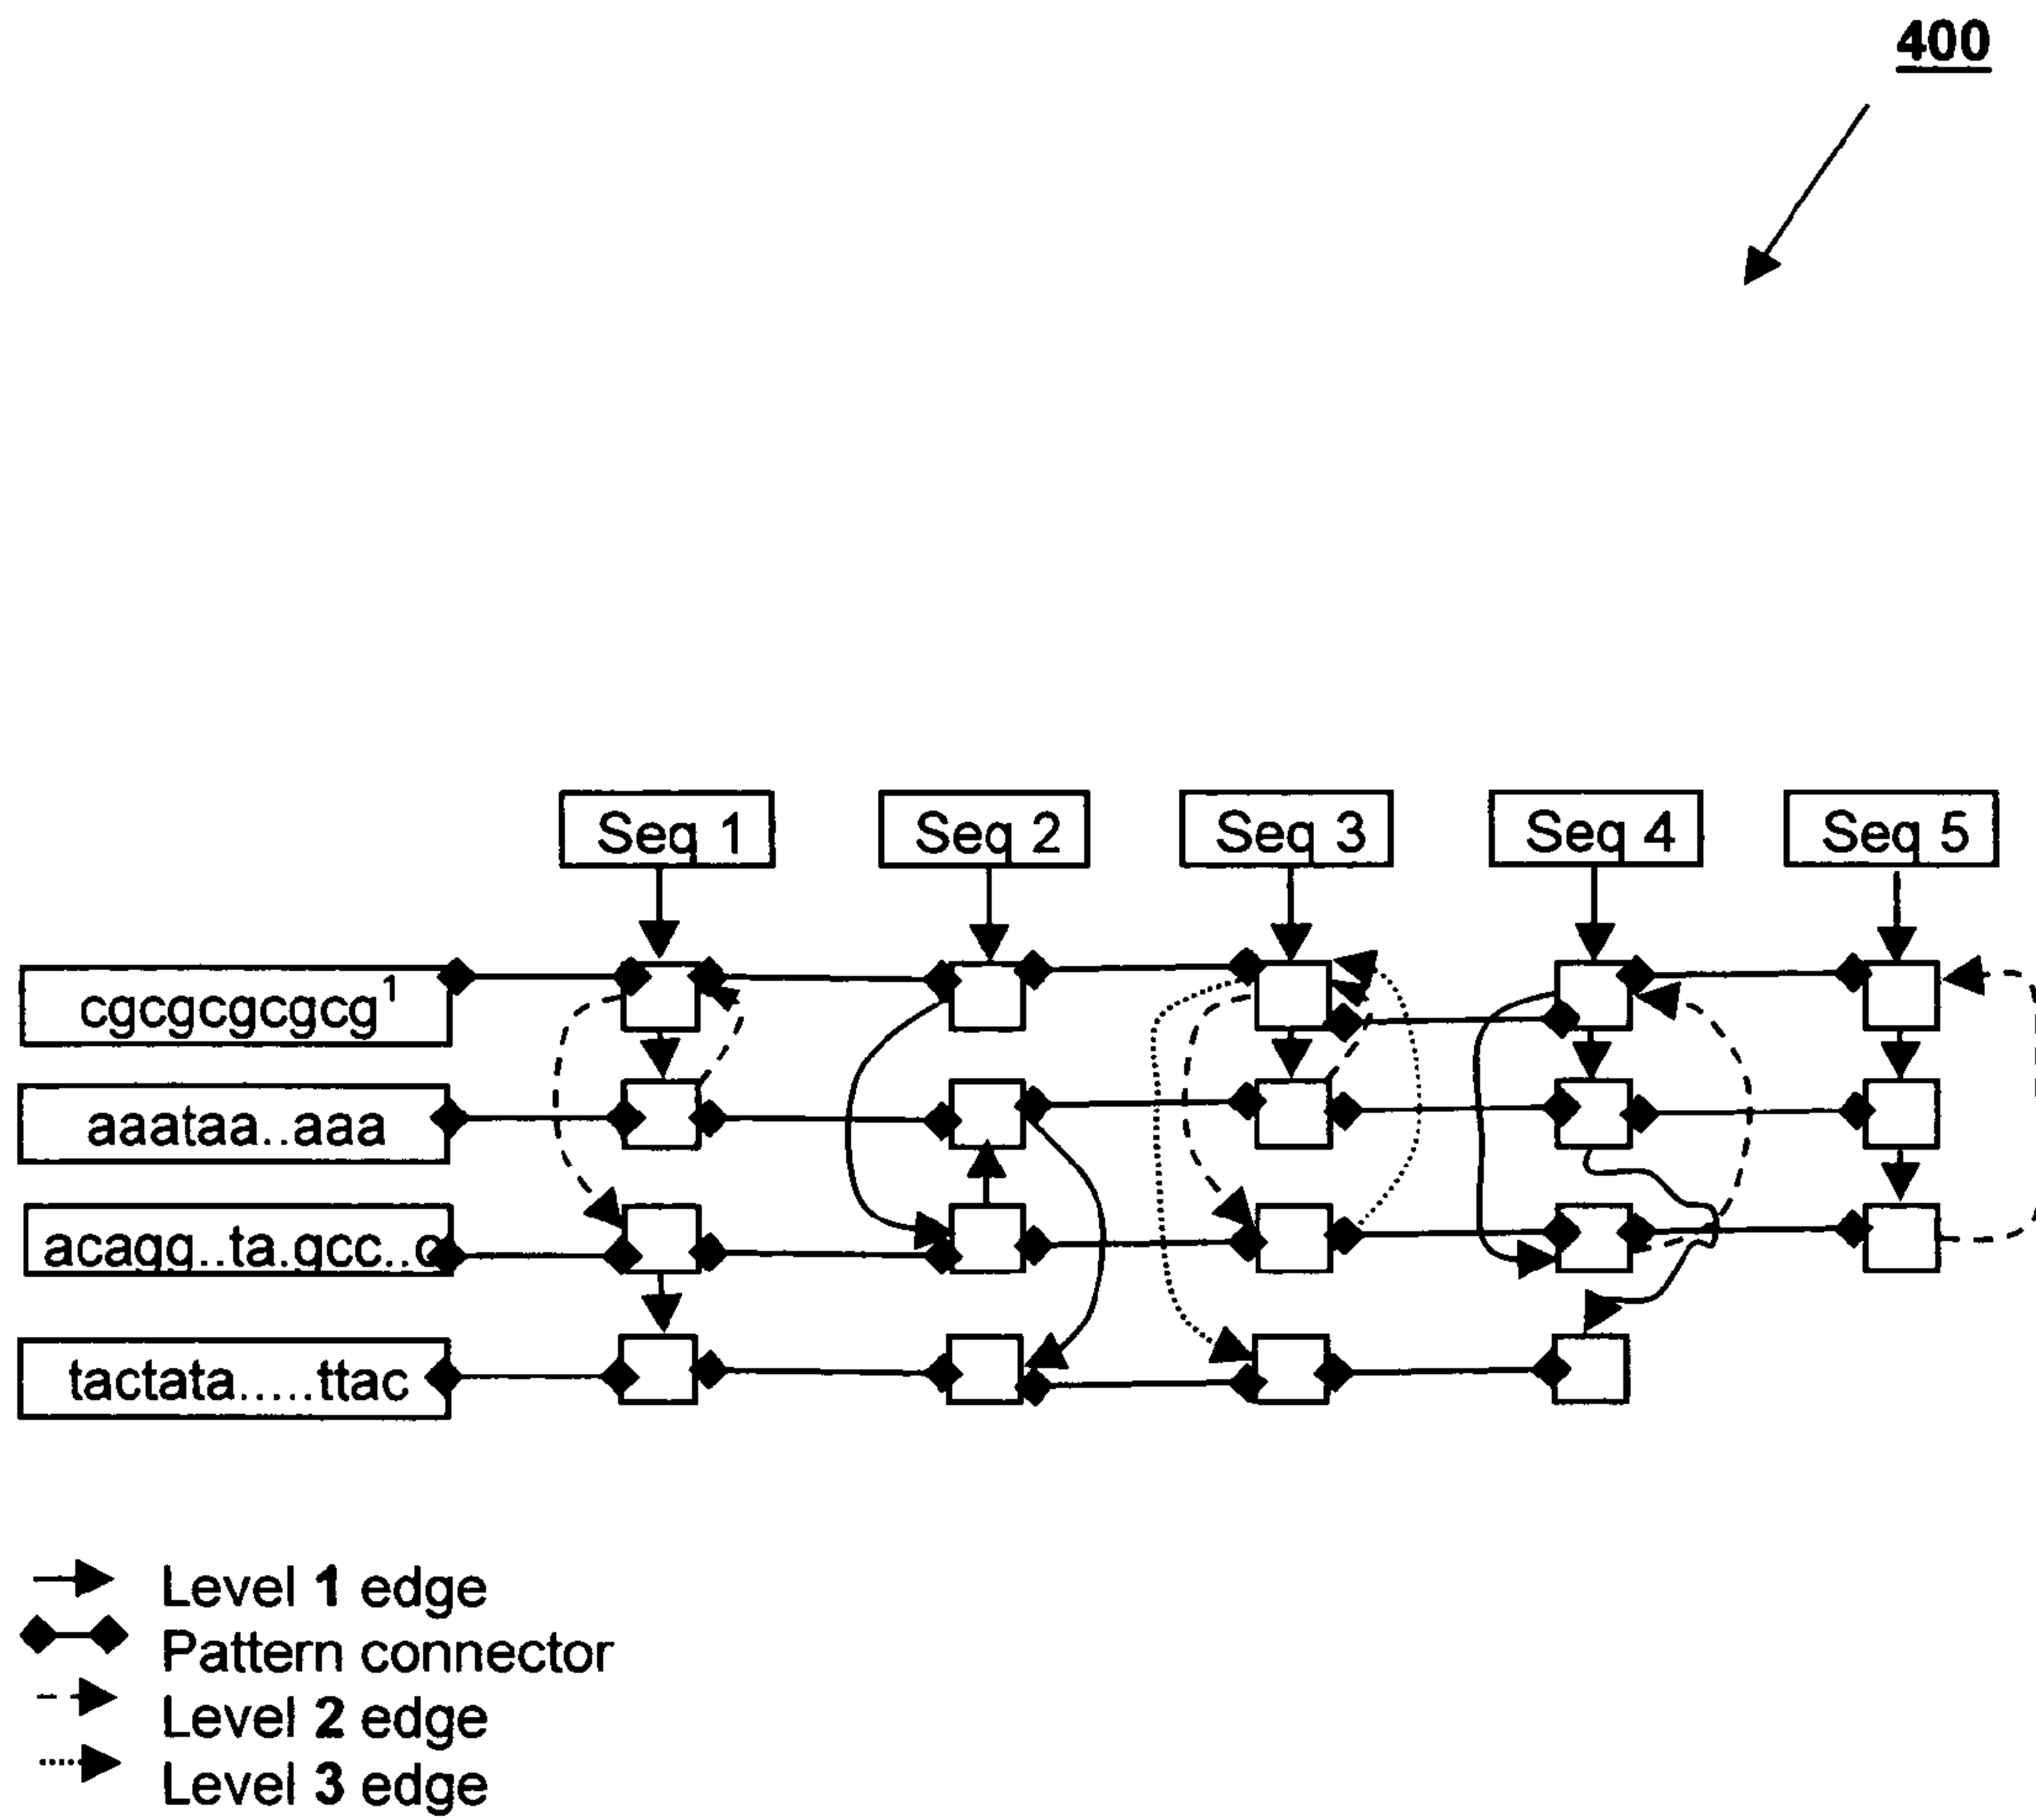 400
Seq 1 Seq 2 Seq 3 Seq 4 Seq 5
cgcgcgcgcg1
aaataa..aaa
acagg..ta.gcc..c
tactata.....ttac
Level 1 edge
Pattern connector
Level 2 edge
Level 3 edge